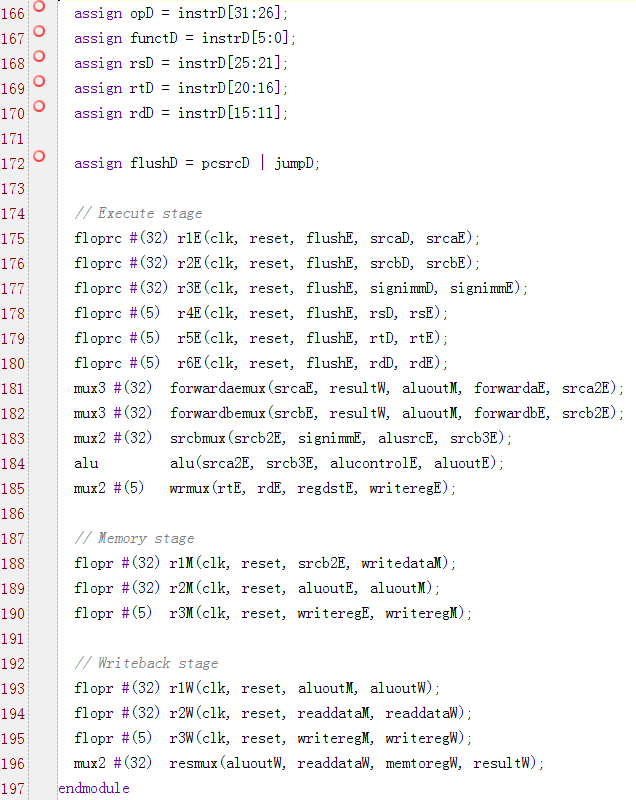 166 assign opD = instrD[31:26];
167 assign functD = instrD[5:0];
168 assign rsD = instrD[25:21];
169 assign rtD = instrD[20:16];
170 assign rdD = instrD[15:11];
171
172 assign flushD = pcsrcD | jumpD;
173
174 // Execute stage
175 floprc #(32) r1E(clk, reset, flushE, srcaD, srcaE);
176 floprc #(32) r2E(clk, reset, flushE, srcbD, srcbE);
177 floprc #(32) r3E(clk, reset, flushE, signimmD, signimmE);
178 floprc #(5)  r4E(clk, reset, flushE, rsD, rsE);
179 floprc #(5)  r5E(clk, reset, flushE, rtD, rtE);
180 floprc #(5)  r6E(clk, reset, flushE, rdD, rdE);
181 mux3 #(32)  forwardaemux(srcaE, resultW, aluoutM, forwardaE, srca2E);
182 mux3 #(32)  forwardbemux(srcbE, resultW, aluoutM, forwardbE, srcb2E);
183 mux2 #(32)  srcbmux(srcb2E, signimmE, alusrcE, srcb3E);
184 alu         alu(srca2E, srcb3E, alucontrolE, aluoutE);
185 mux2 #(5)   wrmux(rtE, rdE, regdstE, writeregE);
186
187 // Memory stage
188 flopr #(32) r1M(clk, reset, srcb2E, writedataM);
189 flopr #(32) r2M(clk, reset, aluoutE, aluoutM);
190 flopr #(5)  r3M(clk, reset, writeregE, writeregM);
191
192 // Writeback stage
193 flopr #(32) r1W(clk, reset, aluoutM, aluoutW);
194 flopr #(32) r2W(clk, reset, readdataM, readdataW);
195 flopr #(5)  r3W(clk, reset, writeregM, writeregW);
196 mux2 #(32)  resmux(aluoutW, readdataW, memtoregW, resultW);
197 endmodule